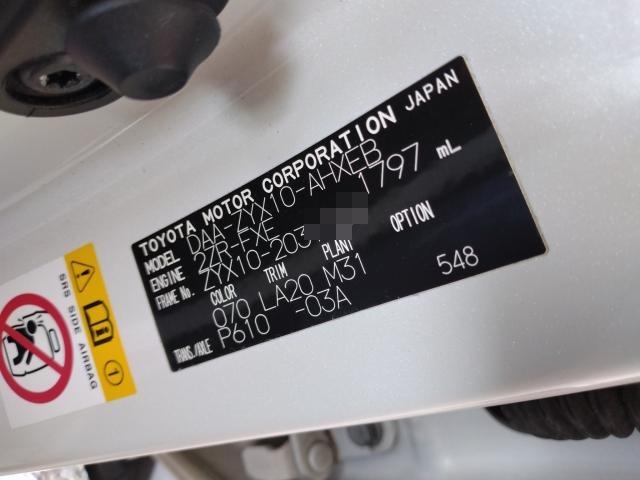 TOYOTA MOTOR CORPORATION JAPAN
MODEL DAA-ZYX10-AHXEB
ENGINE 2ZR-FXE 1797 mL
FRAME No. ZYX10-203
COLOR TRIM PLANT OPTION
070 LA20 M31 548
TRANS./AXLE P610 -03A
SRS SIDE AIRBAG
1